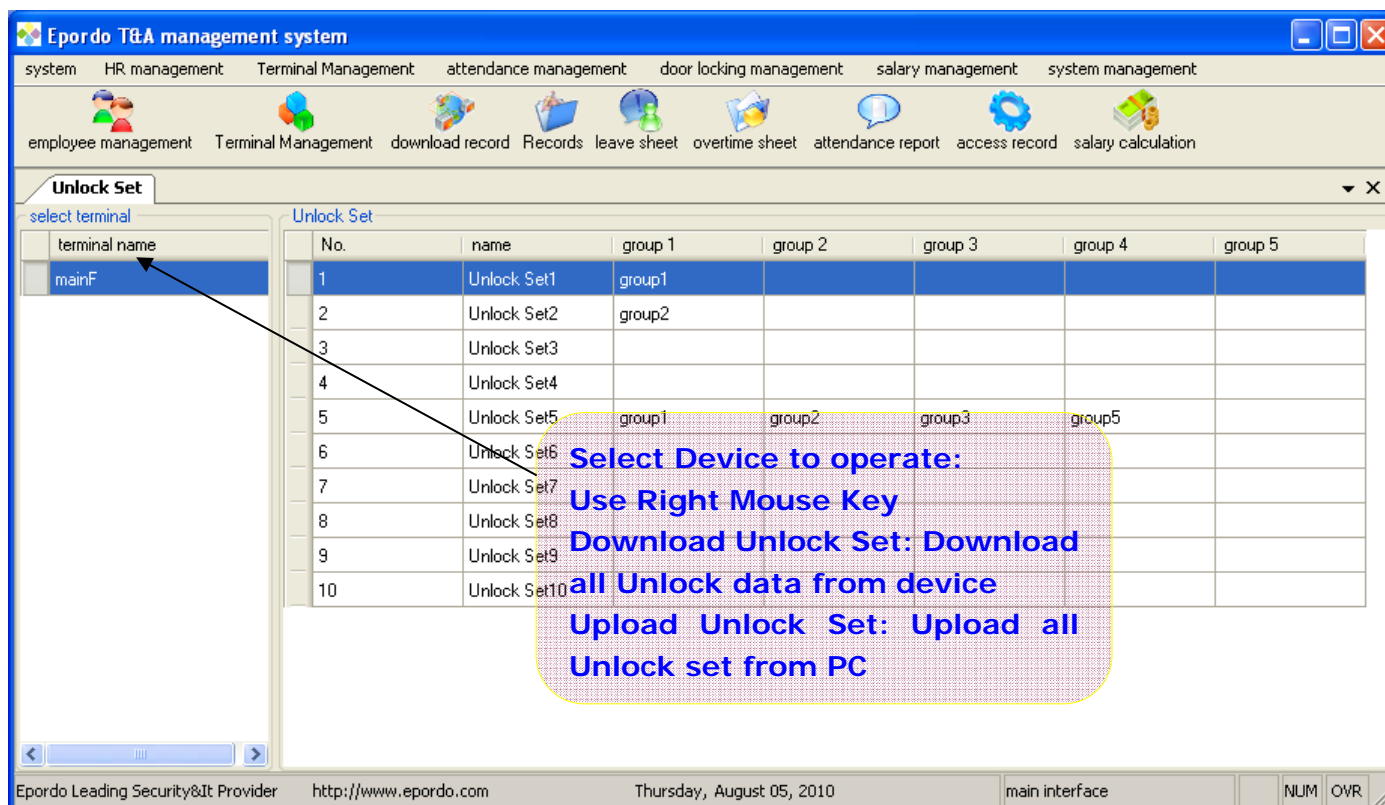 Epordo T&A management system
system HR management Terminal Management attendance management door locking management salary management system management
employee management Terminal Management download record Records leave sheet overtime sheet attendance report access record salary calculation
Unlock Set
select terminal
terminal name
mainF
Unlock Set
No. name group 1 group 2 group 3 group 4 group 5
1 Unlock Set1 group1
2 Unlock Set2 group2
3 Unlock Set3
4 Unlock Set4
5 Unlock Set5 group1 group2 group3 group5
6 Unlock Set6
7 Unlock Set7
8 Unlock Set8
9 Unlock Set9
10 Unlock Set10
Select Device to operate:
Use Right Mouse Key
Download Unlock Set: Download
all Unlock data from device
Upload Unlock Set: Upload all
Unlock set from PC
Epordo Leading Security&It Provider http://www.epordo.com Thursday, August 05, 2010 main interface NUM OVR